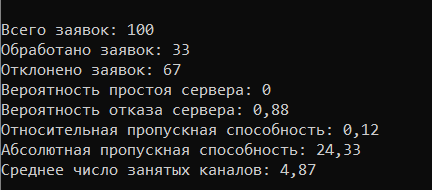 Всего заявок: 100
Обработано заявок: 33
Отклонено заявок: 67
Вероятность простоя сервера: 0
Вероятность отказа сервера: 0,88
Относительная пропускная способность: 0,12
Абсолютная пропускная способность: 24,33
Среднее число занятых каналов: 4,87